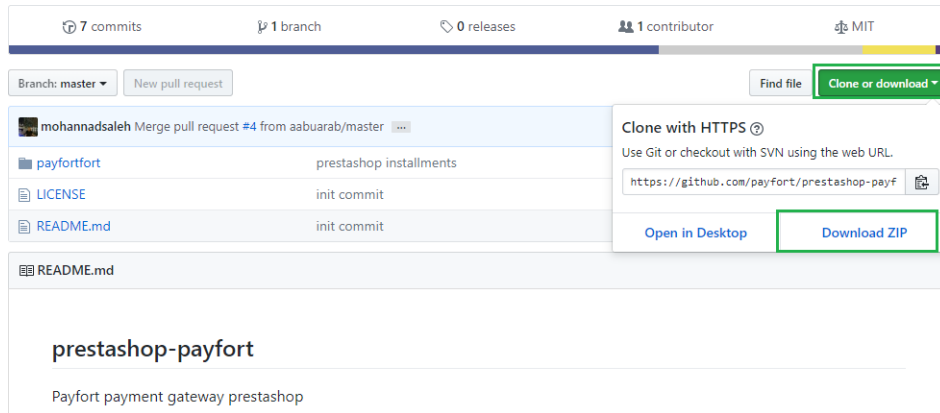 7 commits 1 branch 0 releases 1 contributor MIT
Branch: master New pull request Find file Clone or download
mohannadsaleh Merge pull request #4 from aabuarab/master ...
Clone with HTTPS ?
Use Git or checkout with SVN using the web URL.
https://github.com/payfort/prestashop-payf
Open in Desktop Download ZIP
payfortfort prestashop installments
LICENSE init commit
README.md init commit
README.md
prestashop-payfort
Payfort payment gateway prestashop